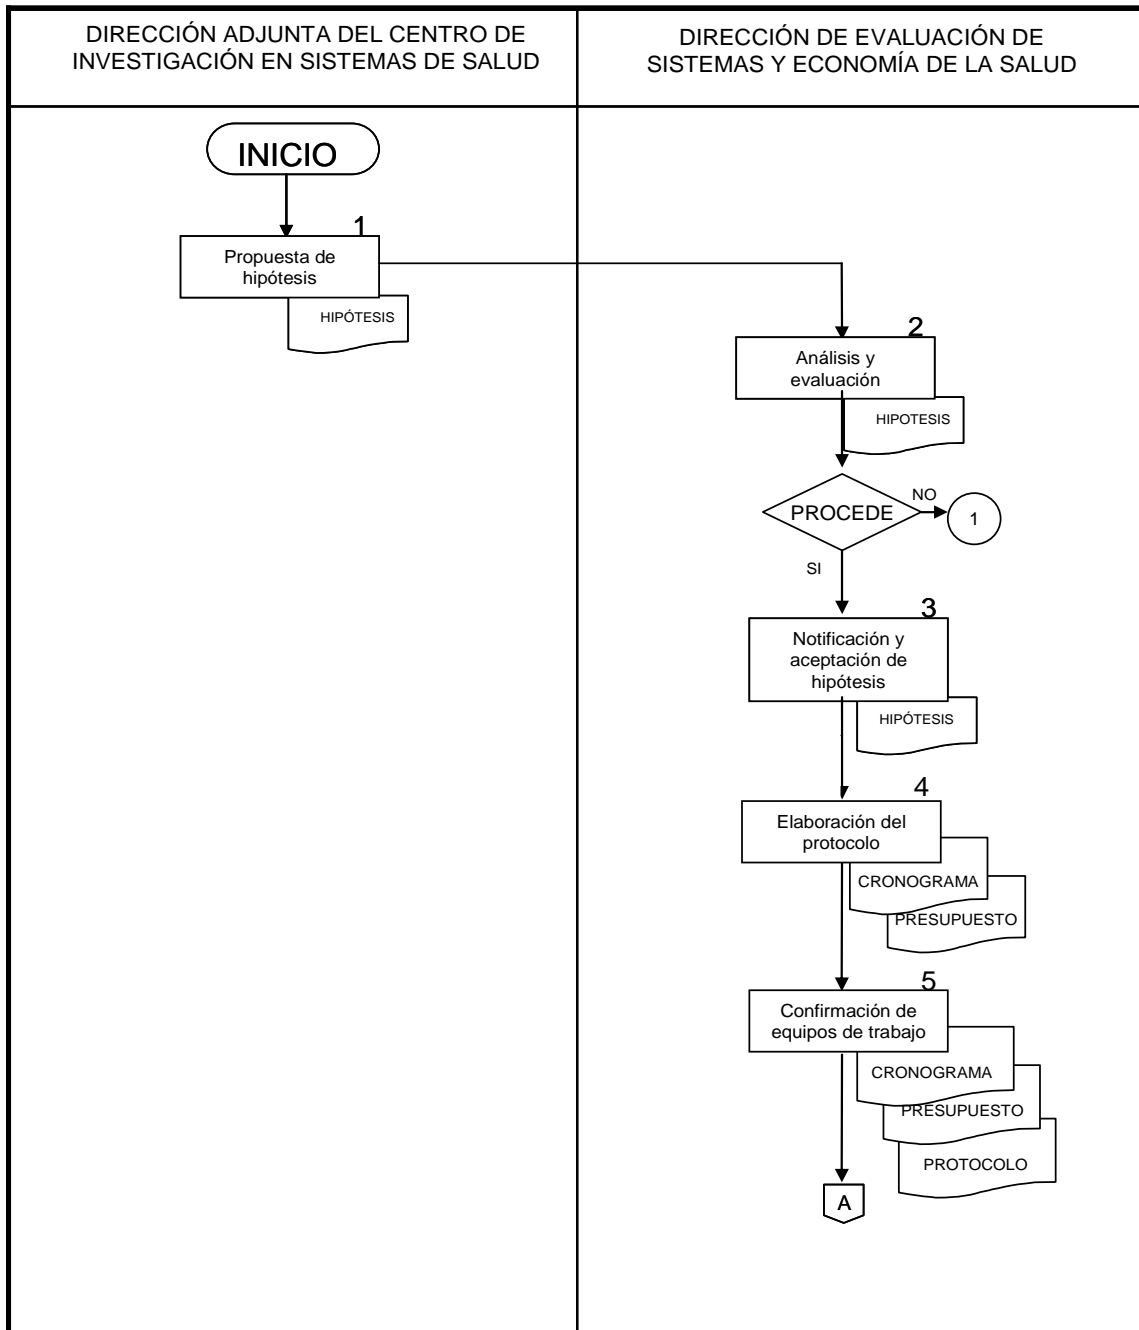 DIRECCIÓN ADJUNTA DEL CENTRO DE
INVESTIGACIÓN EN SISTEMAS DE SALUD
DIRECCIÓN DE EVALUACIÓN DE
SISTEMAS Y ECONOMÍA DE LA SALUD
INICIO
1
Propuesta de
hipótesis
HIPÓTESIS
2
Análisis y
evaluación
HIPOTESIS
PROCEDE
NO
1
SI
3
Notificación y
aceptación de
hipótesis
HIPÓTESIS
4
Elaboración del
protocolo
CRONOGRAMA
PRESUPUESTO
5
Confirmación de
equipos de trabajo
CRONOGRAMA
PRESUPUESTO
PROTOCOLO
A